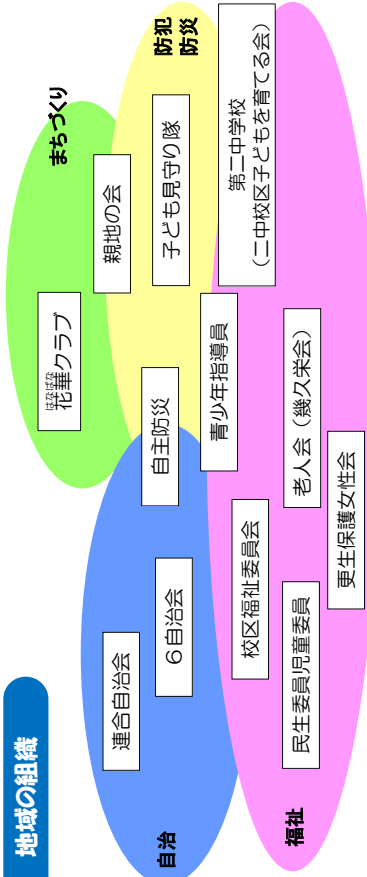 地域の組織
まちづくり
はなばな
花華クラブ
親地の会
防犯
防災
子ども見守り隊
自主防災
自治
連合自治会
6自治会
第二中学校
(二中校区子どもを育てる会)
青少年指導員
福祉
校区福祉委員会
民生委員児童委員
老人会(幾久栄会)
更生保護女性会